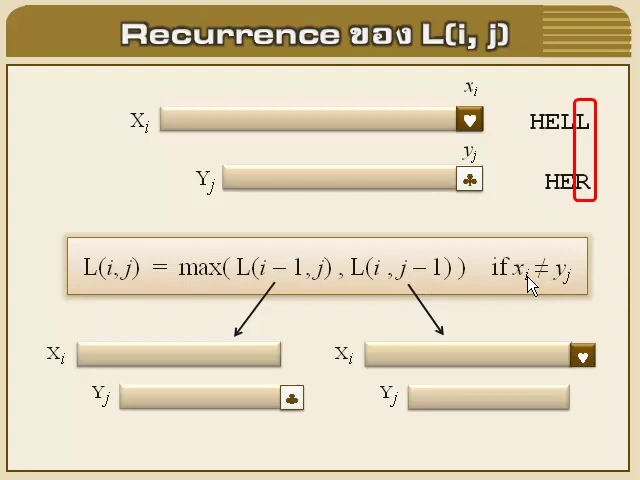 Recurrence ของ L(i, j)
xi
Xi
HELL
yj
Yj
HER
L(i, j) = max( L(i − 1, j) , L(i , j − 1) ) if xi ≠ yj
Xi
Xi
Yj
Yj